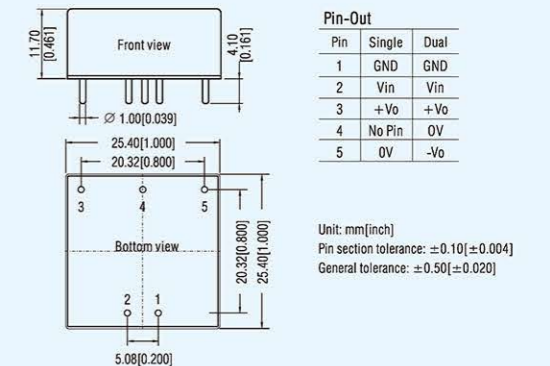 11.70
[0.461]
Front view
4.10
[0.161]
Ø 1.00[0.039]
25.40[1.000]
20.32[0.800]
3 4 5
Bottom view
20.32[0.800]
25.40[1.000]
2 1
5.08[0.200]
Pin-Out
Pin Single Dual
1 GND GND
2 Vin Vin
3 +Vo +Vo
4 No Pin 0V
5 0V -Vo
Unit: mm[inch]
Pin section tolerance: ±0.10[±0.004]
General tolerance: ±0.50[±0.020]